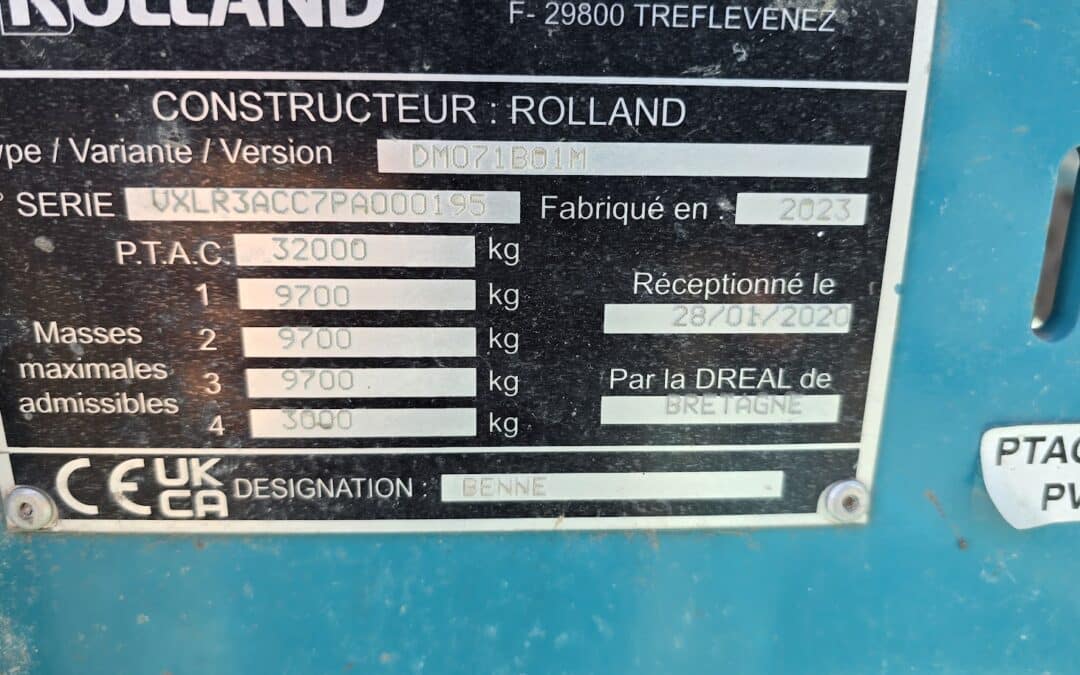 ROLLAND
F- 29800 TREFLEVENEZ
CONSTRUCTEUR : ROLLAND
ype / Variante / Version DM071B01M
° SERIE VXLR3ACC7PA000195 Fabriqué en : 2023
P.T.A.C. 32000 kg
1 9700 kg
Masses maximales admissibles
2 9700 kg
3 9700 kg
4 3000 kg
Réceptionné le
28/01/2020
Par la DREAL de
BRETAGNE
CE UK CA DESIGNATION : BENNE
PTAC
PV